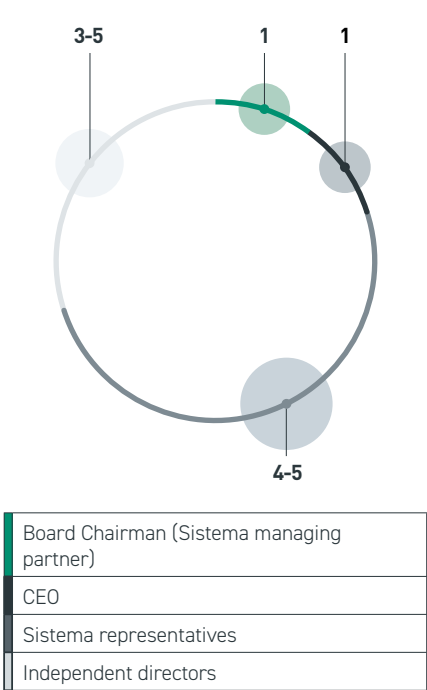 3-5
1
1
4-5
Board Chairman (Sistema managing
partner)
CEO
Sistema representatives
Independent directors